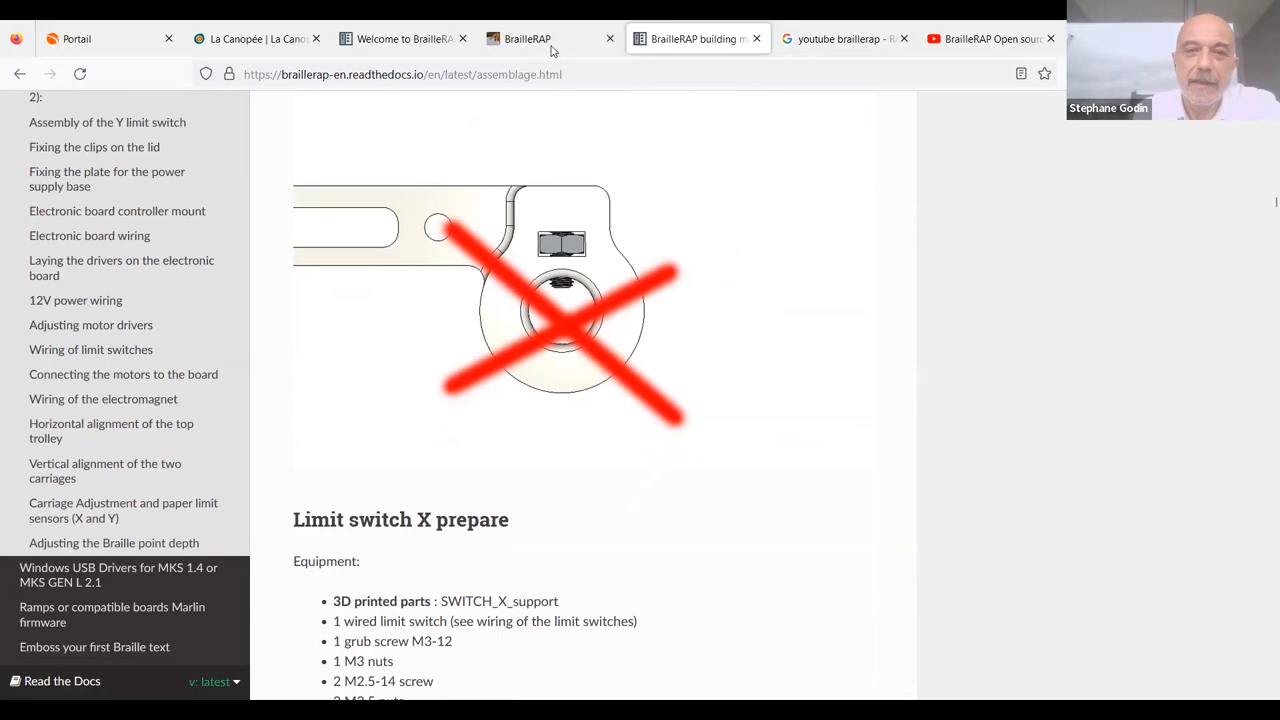 Portail
La Canopée | La Cano
Welcome to BrailleRA
BrailleRAP
BrailleRAP building m
youtube braillerap - R
BrailleRAP Open sour
https://braillerap-en.readthedocs.io/en/latest/assemblage.html
Stephane Godin
2):
Assembly of the Y limit switch
Fixing the clips on the lid
Fixing the plate for the power
supply base
Electronic board controller mount
Electronic board wiring
Laying the drivers on the electronic
board
12V power wiring
Adjusting motor drivers
Wiring of limit switches
Connecting the motors to the board
Wiring of the electromagnet
Horizontal alignment of the top
trolley
Vertical alignment of the two
carriages
Carriage Adjustment and paper limit
sensors (X and Y)
Adjusting the Braille point depth
Windows USB Drivers for MKS 1.4 or
MKS GEN L 2.1
Ramps or compatible boards Marlin
firmware
Emboss your first Braille text
Read the Docs
v: latest
Limit switch X prepare
Equipment:
3D printed parts : SWITCH_X_support
1 wired limit switch (see wiring of the limit switches)
1 grub screw M3-12
1 M3 nuts
2 M2.5-14 screw